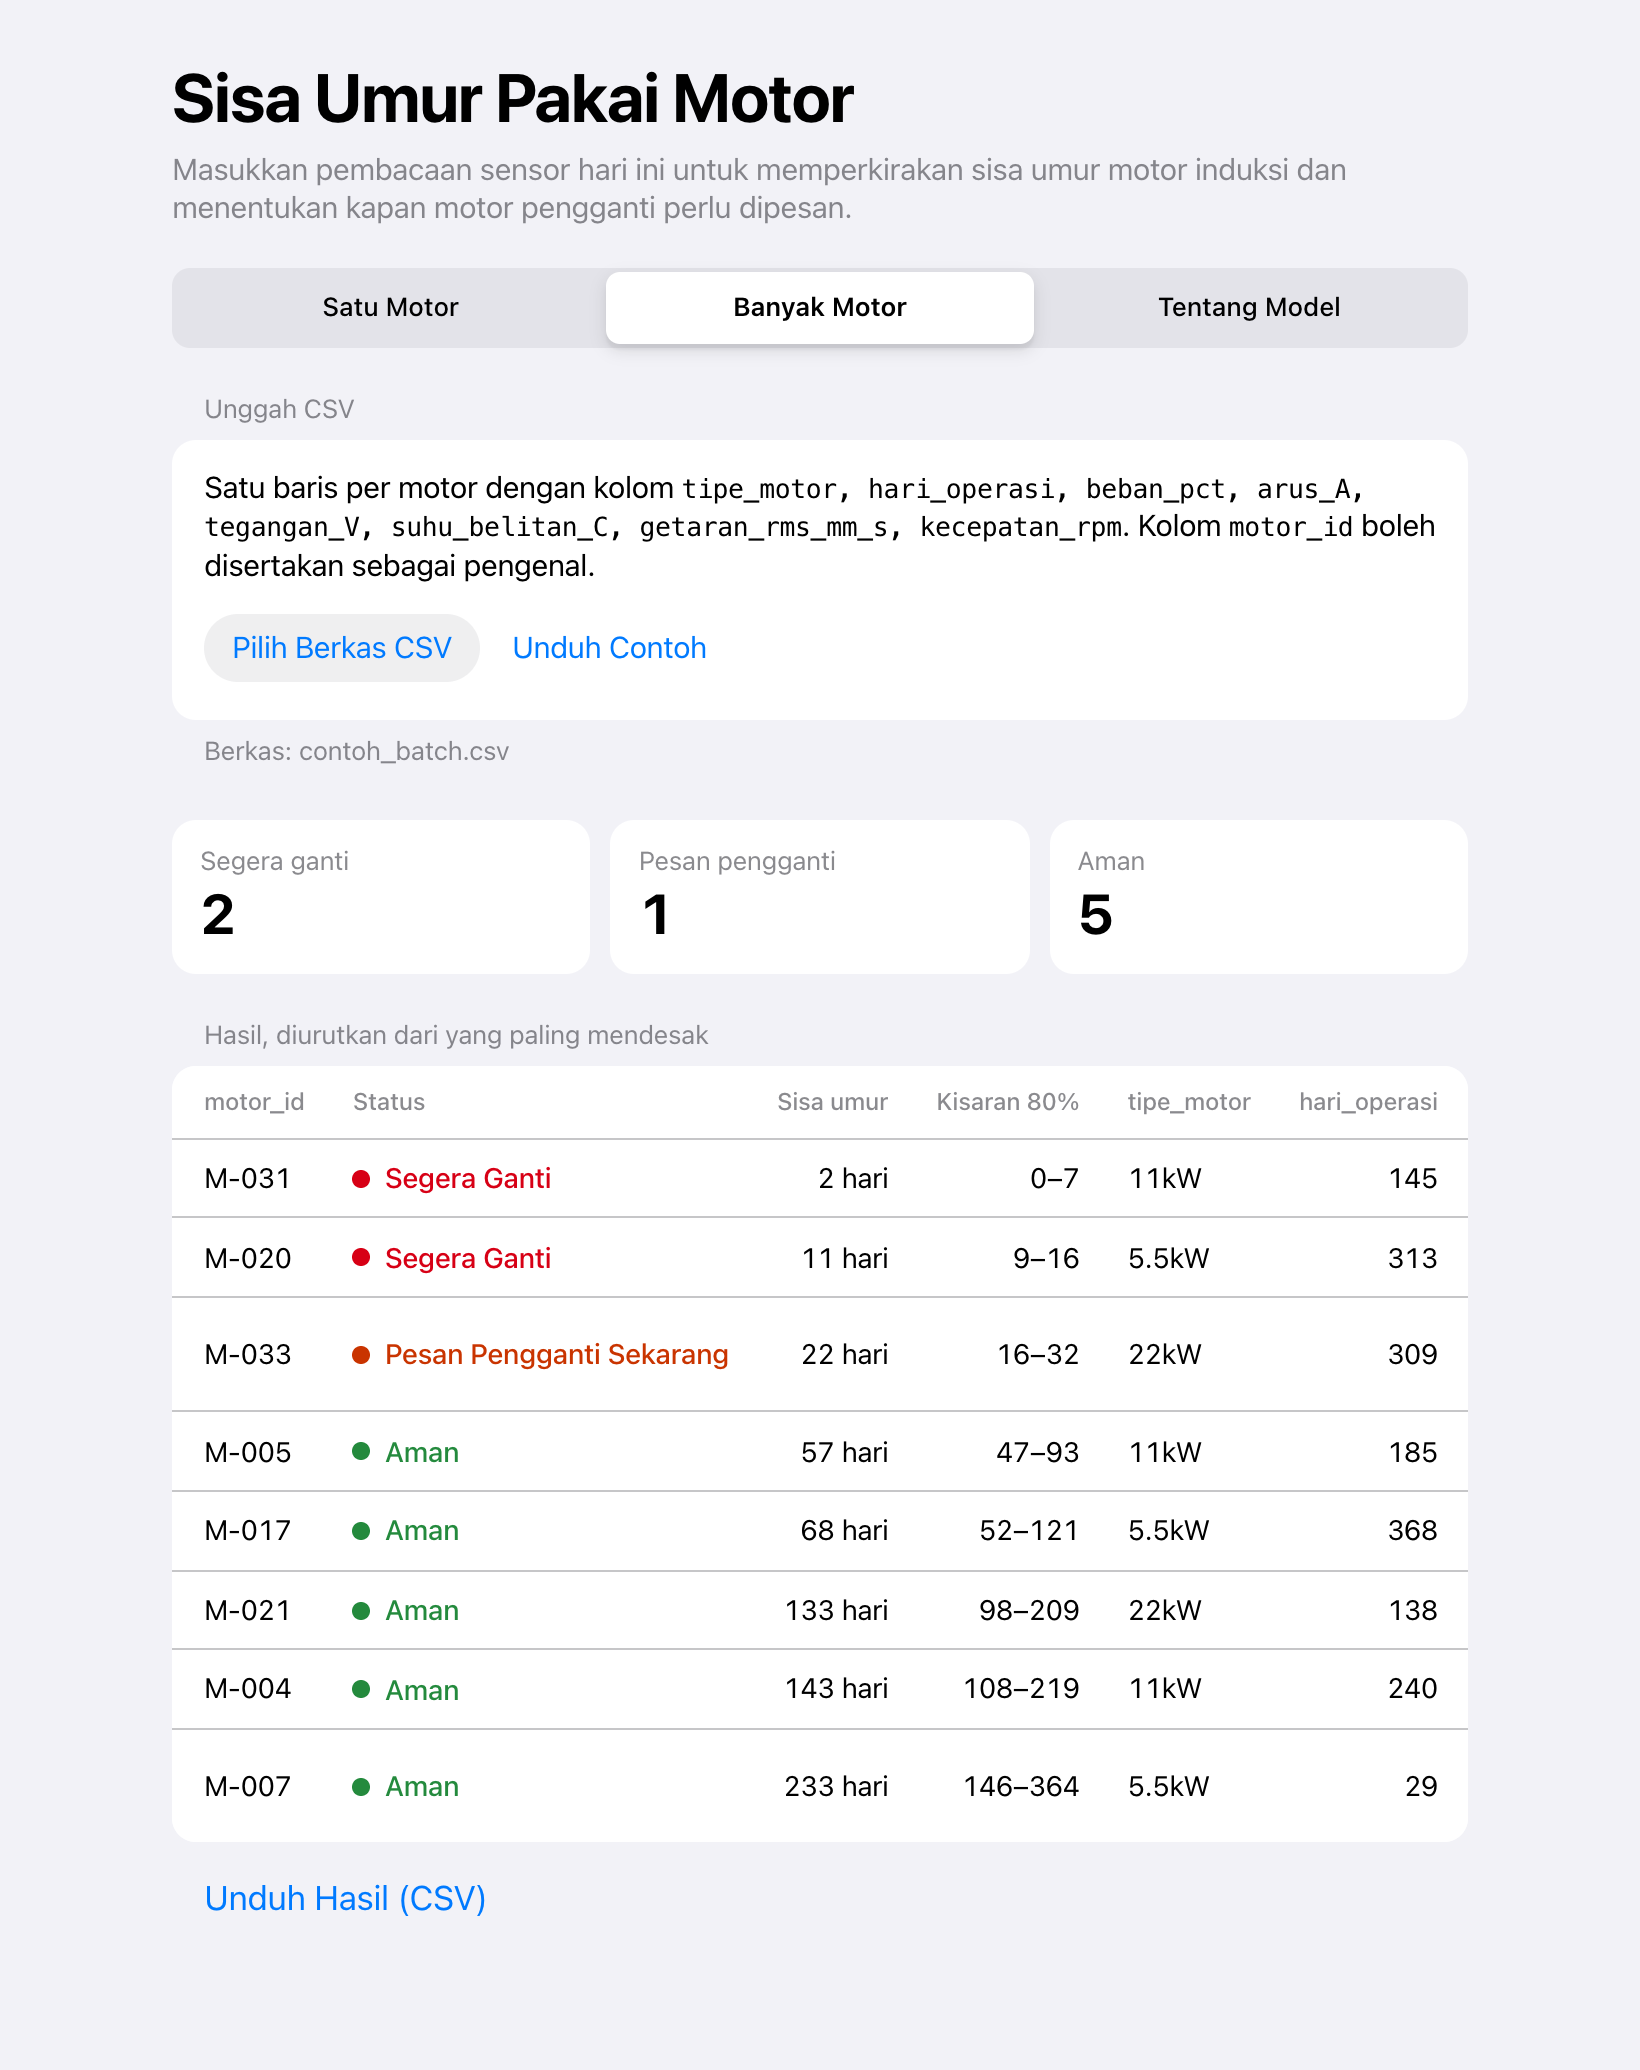 Sisa Umur Pakai Motor
Masukkan pembacaan sensor hari ini untuk memperkirakan sisa umur motor induksi dan
menentukan kapan motor pengganti perlu dipesan.
Satu Motor Banyak Motor Tentang Model
Unggah CSV
Satu baris per motor dengan kolom tipe_motor, hari_operasi, beban_pct, arus_A,
tegangan_V, suhu_belitan_C, getaran_rms_mm_s, kecepatan_rpm. Kolom motor_id boleh
disertakan sebagai pengenal.
Pilih Berkas CSV Unduh Contoh
Berkas: contoh_batch.csv
Segera ganti Pesan pengganti Aman
2 1 5
Hasil, diurutkan dari yang paling mendesak
motor_id Status Sisa umur Kisaran 80% tipe_motor hari_operasi
M-031 Segera Ganti 2 hari 0–7 11kW 145
M-020 Segera Ganti 11 hari 9–16 5.5kW 313
M-033 Pesan Pengganti Sekarang 22 hari 16–32 22kW 309
M-005 Aman 57 hari 47–93 11kW 185
M-017 Aman 68 hari 52–121 5.5kW 368
M-021 Aman 133 hari 98–209 22kW 138
M-004 Aman 143 hari 108–219 11kW 240
M-007 Aman 233 hari 146–364 5.5kW 29
Unduh Hasil (CSV)